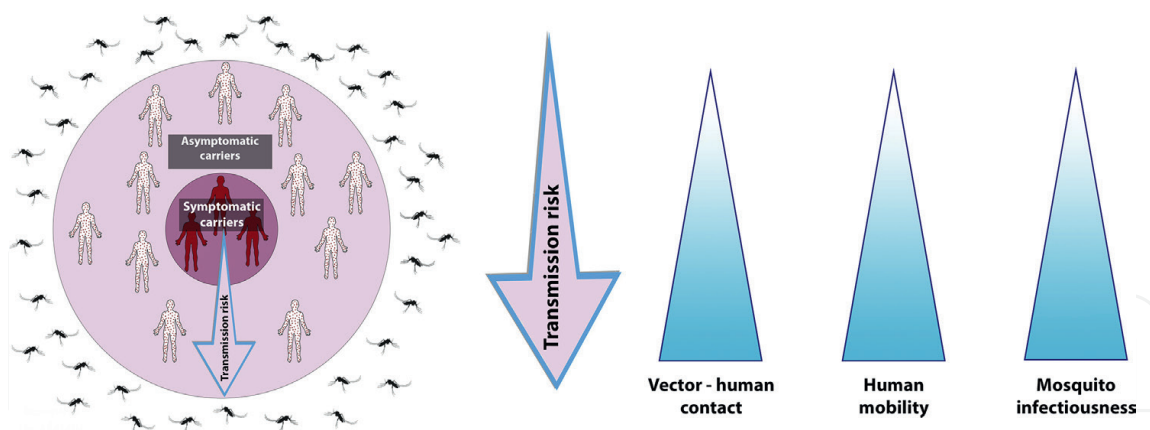 Asymptomatic
carriers
Symptomatic
carriers
Transmission risk
Transmission risk
Vector - human
contact
Human
mobility
Mosquito
infectiousness